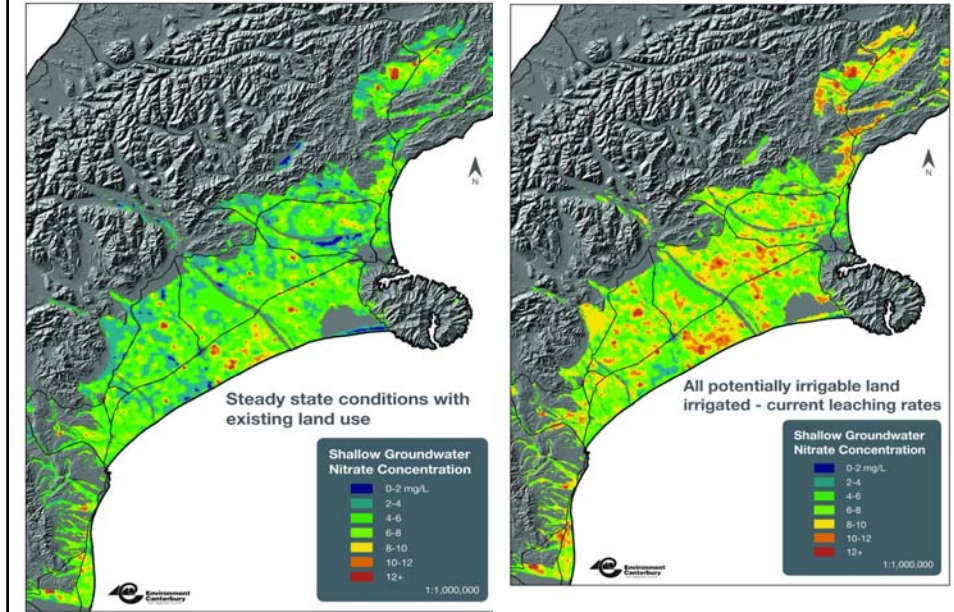 N
Steady state conditions with
existing land use
Shallow Groundwater
Nitrate Concentration
0-2 mg/L
2-4
4-6
6-8
8-10
10-12
12+
1:1,000,000
Environment
Canterbury
N
All potentially irrigable land
irrigated - current leaching rates
Shallow Groundwater
Nitrate Concentration
0-2 mg/L
2-4
4-6
6-8
8-10
10-12
12+
1:1,000,000
Environment
Canterbury